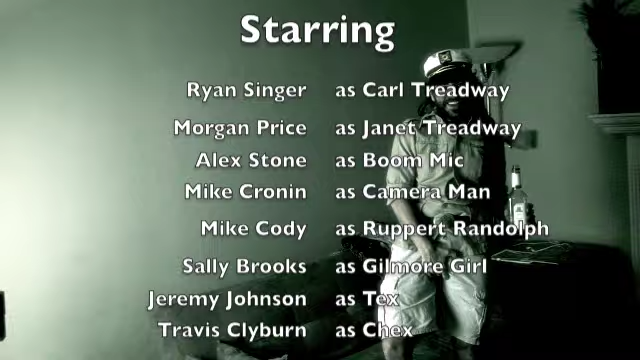 Starring
Ryan Singer as Carl Treadway
Morgan Price as Janet Treadway
Alex Stone as Boom Mic
Mike Cronin as Camera Man
Mike Cody as Ruppert Randolph
Sally Brooks as Gilmore Girl
Jeremy Johnson as Tex
Travis Clyburn as Chex